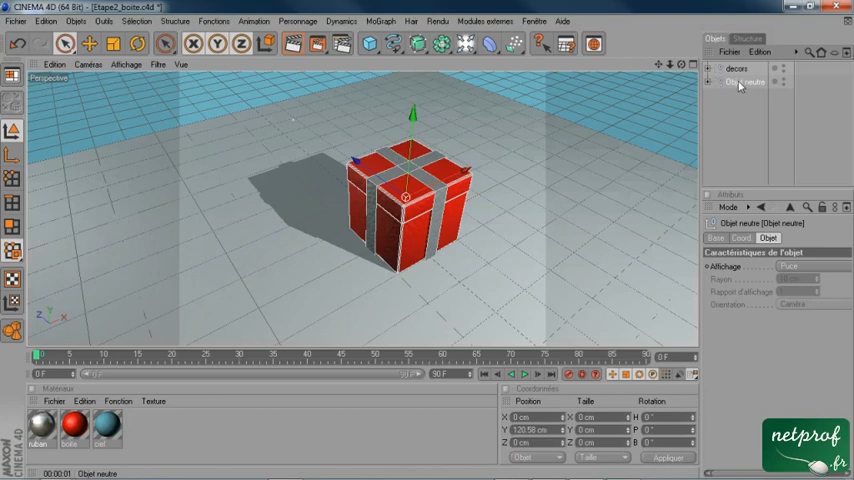 CINEMA 4D (64 Bit) - [Etape2_boite.c4d *]
Fichier Edition Objets Outils Sélection Structure Fonctions Animation Personnages Dynamics MoGraph Hair Rendu Modules externes Script Fenêtre Aide
Objets Structure
Fichier Edition
Edition Caméras Affichage Filtre Vue
Perspective
decors
Objet neutre
Attributs
Mode
Objet neutre [Objet neutre]
Base Coord. Objet
Caractéristiques de l'objet
Affichage Puce
Rayon
Rapport d'affichage
Orientation Caméra
Y
Z X
0 5 10 15 20 25 30 35 40 45 50 55 60 65 70 75 80 85 90 0 F
0 F 90 F 90 F
Matériaux
Fichier Edition Fonction Texture
ruban boite ciel
Coordonnées
Position Taille Rotation
X 0 cm X 0 cm H 0 °
Y 120.58 cm Y 0 cm P 0 °
Z 0 cm Z 0 cm B 0 °
Objet Taille Appliquer
MAXON
CINEMA 4D
00:00:01 Objet neutre
netprof
.fr